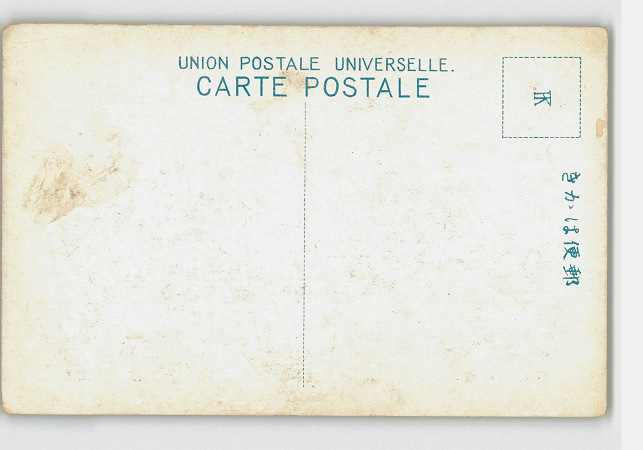 UNION POSTALE UNIVERSELLE.
CARTE POSTALE
郵便はかき